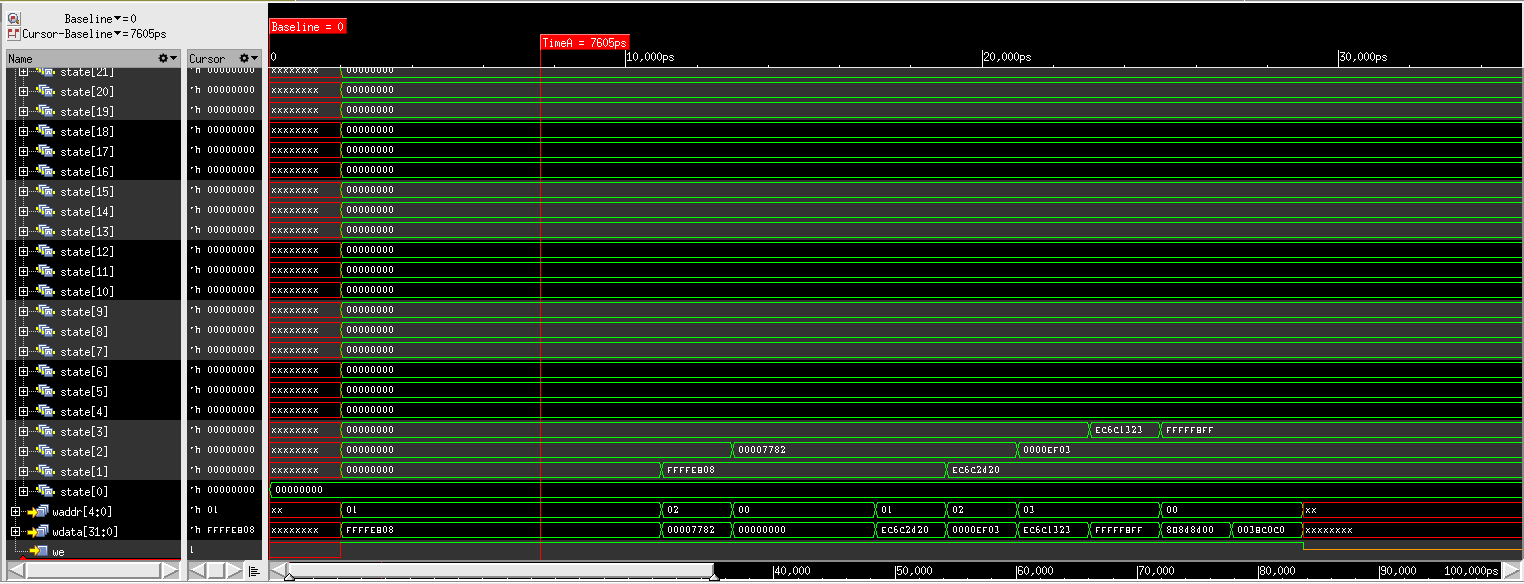 Baseline▼=0
Cursor-Baseline▼=7605ps
Baseline = 0
TimeA = 7605ps
Name Cursor 0 10,000ps 20,000ps 30,000ps
state[21] 'h 00000000 xxxxxxxx 00000000
state[20] 'h 00000000 xxxxxxxx 00000000
state[19] 'h 00000000 xxxxxxxx 00000000
state[18] 'h 00000000 xxxxxxxx 00000000
state[17] 'h 00000000 xxxxxxxx 00000000
state[16] 'h 00000000 xxxxxxxx 00000000
state[15] 'h 00000000 xxxxxxxx 00000000
state[14] 'h 00000000 xxxxxxxx 00000000
state[13] 'h 00000000 xxxxxxxx 00000000
state[12] 'h 00000000 xxxxxxxx 00000000
state[11] 'h 00000000 xxxxxxxx 00000000
state[10] 'h 00000000 xxxxxxxx 00000000
state[9] 'h 00000000 xxxxxxxx 00000000
state[8] 'h 00000000 xxxxxxxx 00000000
state[7] 'h 00000000 xxxxxxxx 00000000
state[6] 'h 00000000 xxxxxxxx 00000000
state[5] 'h 00000000 xxxxxxxx 00000000
state[4] 'h 00000000 xxxxxxxx 00000000
state[3] 'h 00000000 xxxxxxxx 00000000 EC6C1323 FFFFFBFF
state[2] 'h 00000000 xxxxxxxx 00000000 00007782 0000EF03
state[1] 'h 00000000 xxxxxxxx 00000000 FFFFEB08 EC6C2D20
state[0] 'h 00000000 00000000
waddr[4:0] 'h 01 xx 01 02 00 01 02 03 00 xx
wdata[31:0] 'h FFFFEB08 xxxxxxxx FFFFEB08 00007782 00000000 EC6C2D20 0000EF03 EC6C1323 FFFFFBFF 80848D00 003BC0C0 xxxxxxxx
we 1
40,000 50,000 60,000 70,000 80,000 90,000 100,000ps